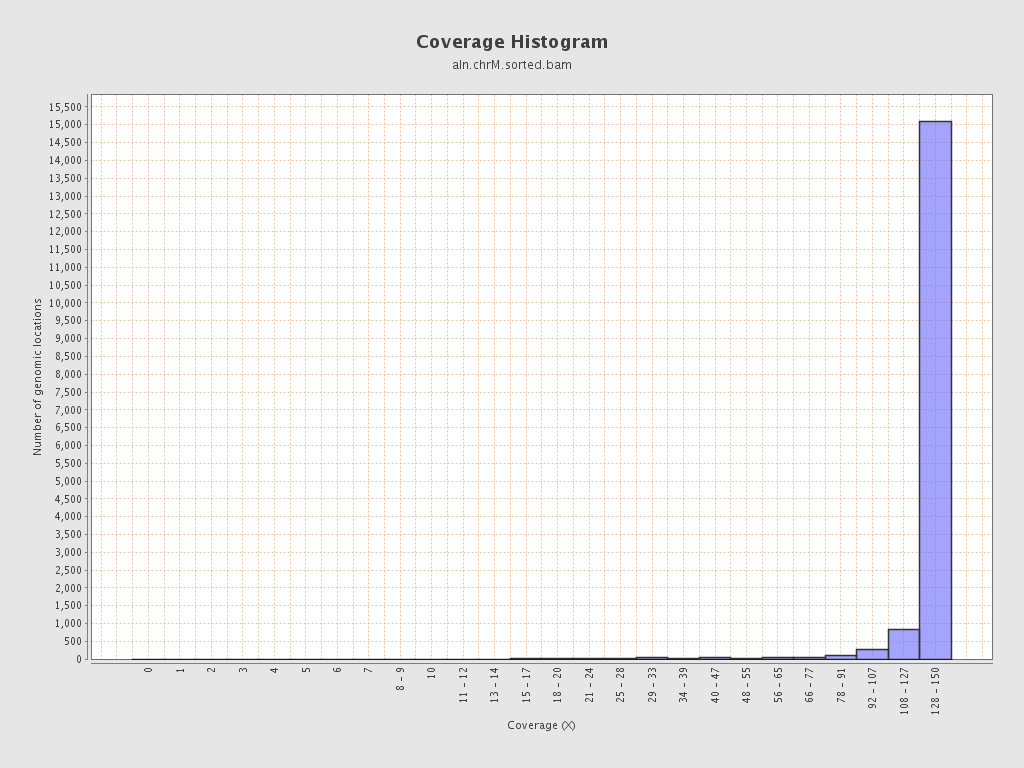 Coverage Histogram
aln.chrM.sorted.bam
Number of genomic locations
15,500
15,000
14,500
14,000
13,500
13,000
12,500
12,000
11,500
11,000
10,500
10,000
9,500
9,000
8,500
8,000
7,500
7,000
6,500
6,000
5,500
5,000
4,500
4,000
3,500
3,000
2,500
2,000
1,500
1,000
500
0
0
1
2
3
4
5
6
7
8 - 9
10
11 - 12
13 - 14
15 - 17
18 - 20
21 - 24
25 - 28
29 - 33
34 - 39
40 - 47
48 - 55
56 - 65
66 - 77
78 - 91
92 - 107
108 - 127
128 - 150
Coverage (X)